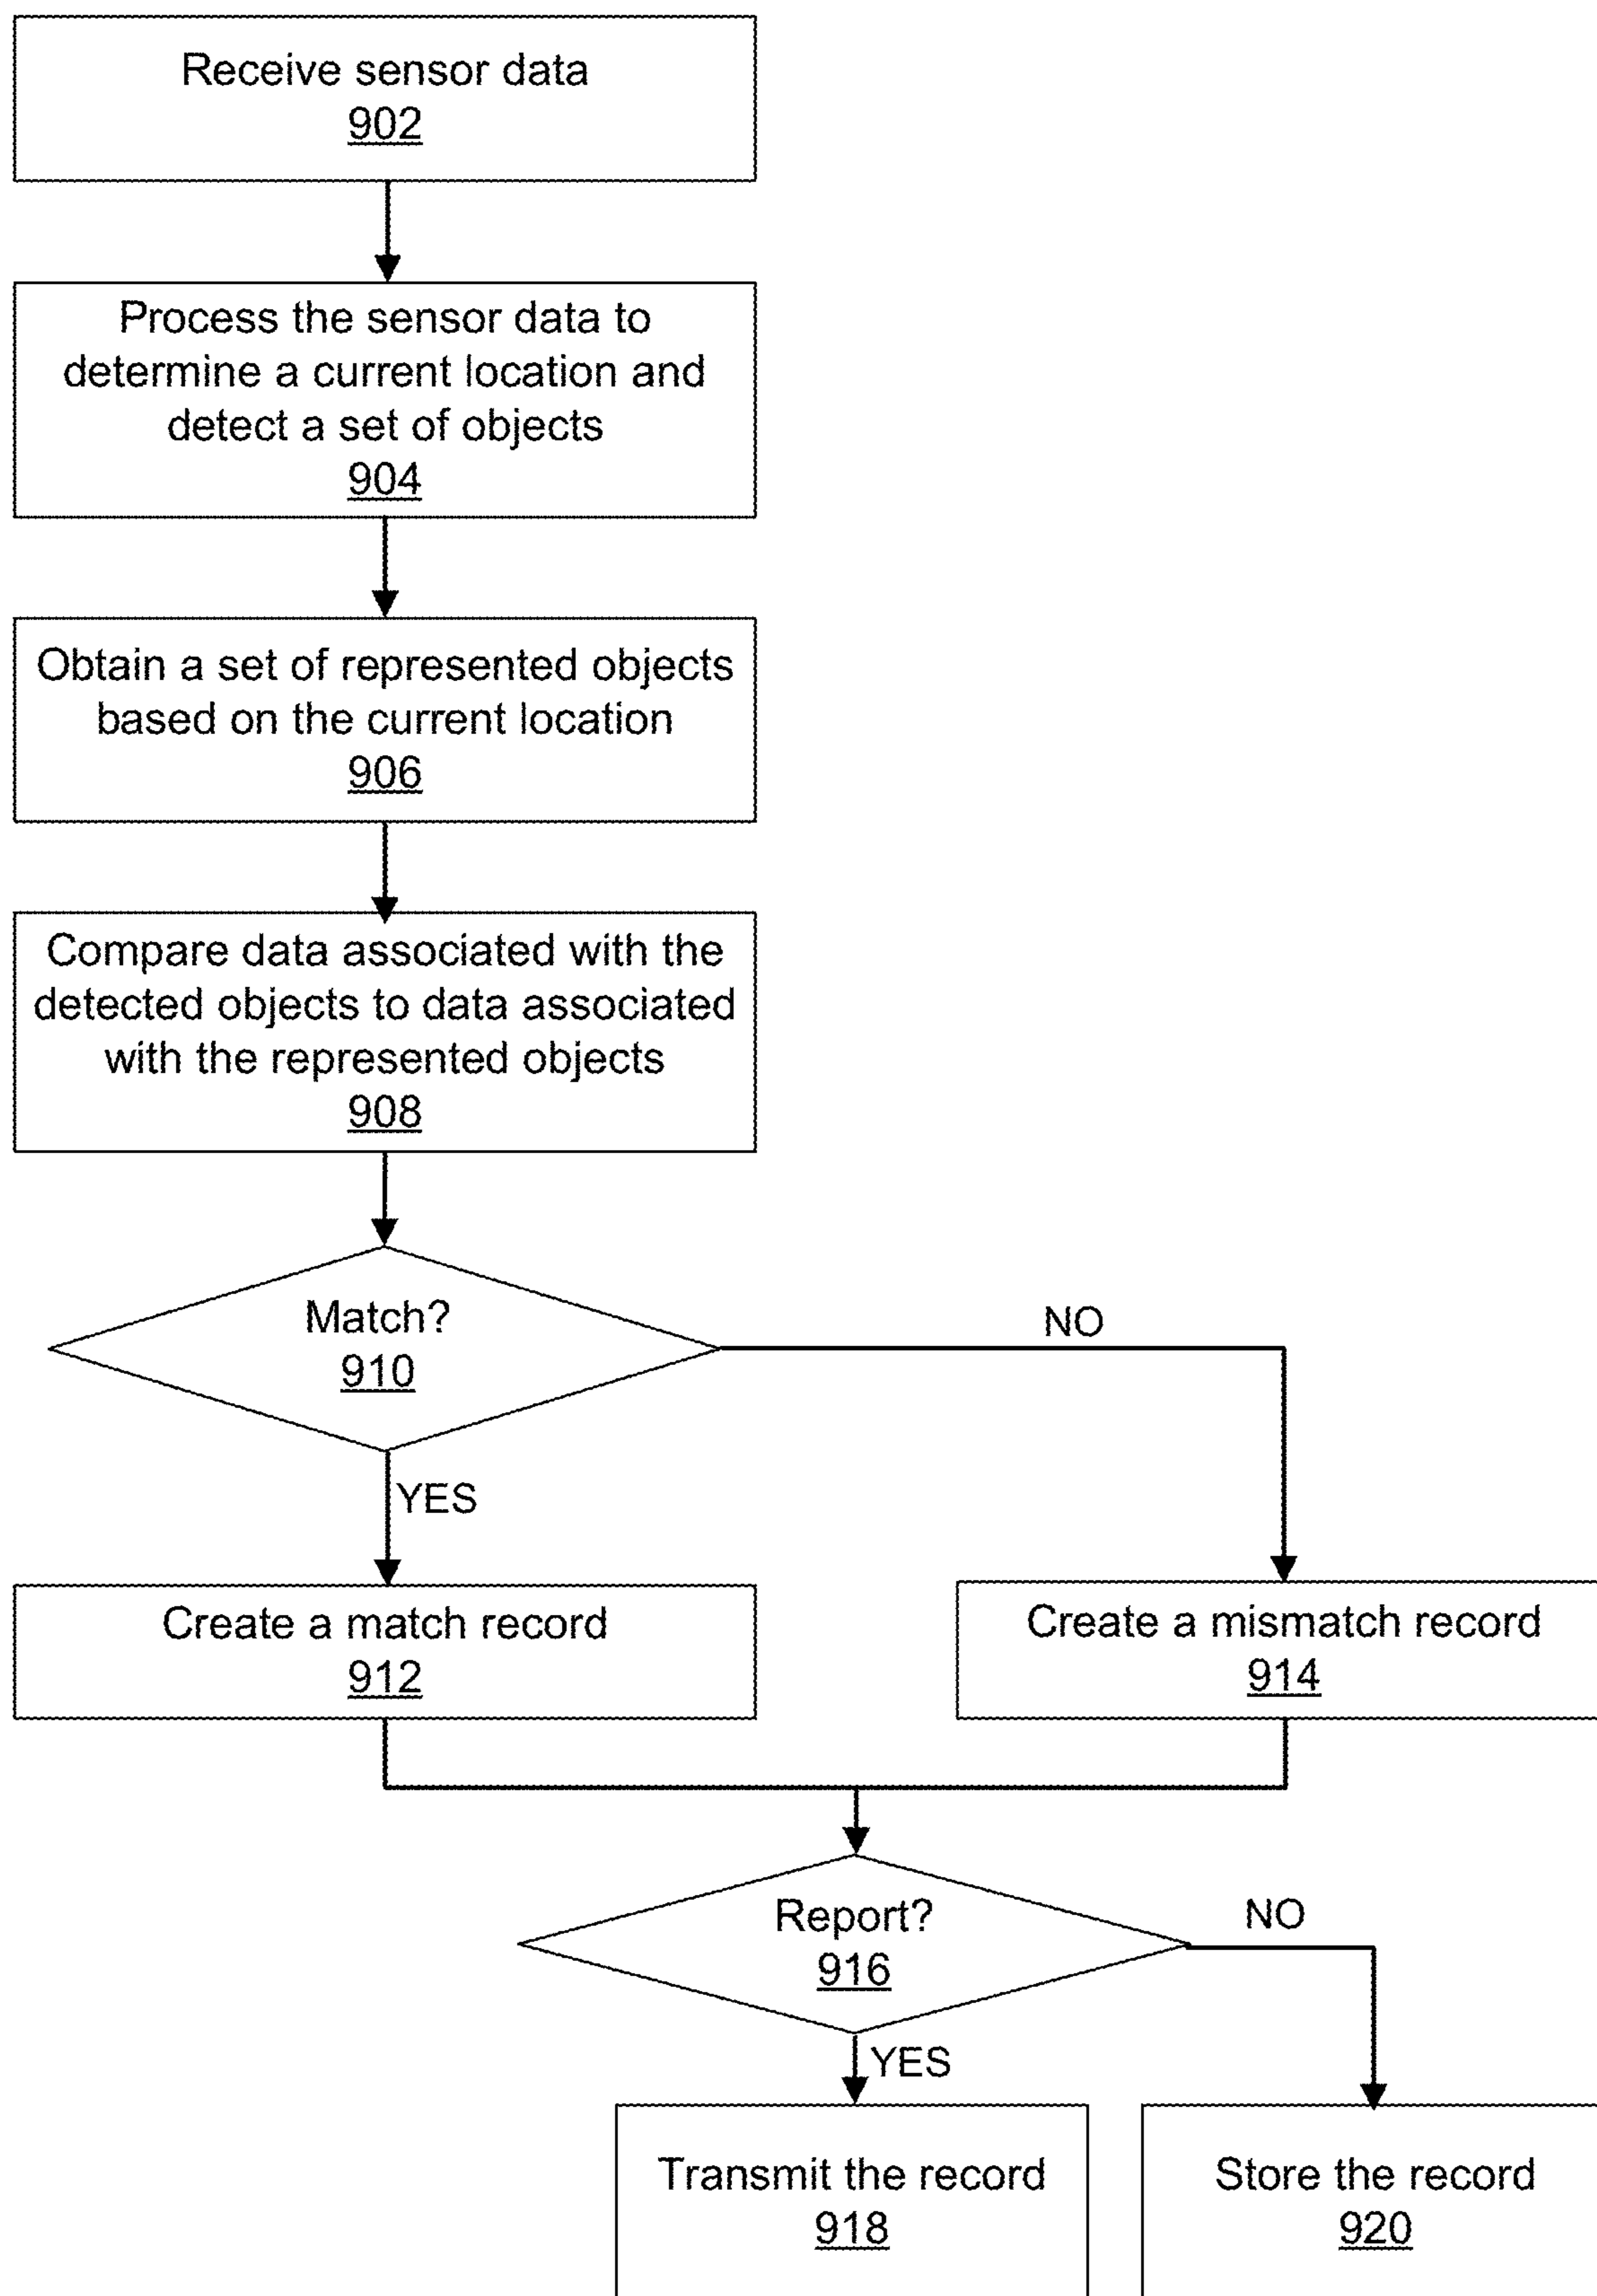 Receive sensor data
902
Process the sensor data to
determine a current location and
detect a set of objects
904
Obtain a set of represented objects
based on the current location
906
Compare data associated with the
detected objects to data associated
with the represented objects
908
Match?
910
NO
YES
Create a match record
912
Create a mismatch record
914
Report?
916
NO
YES
Transmit the record
918
Store the record
920